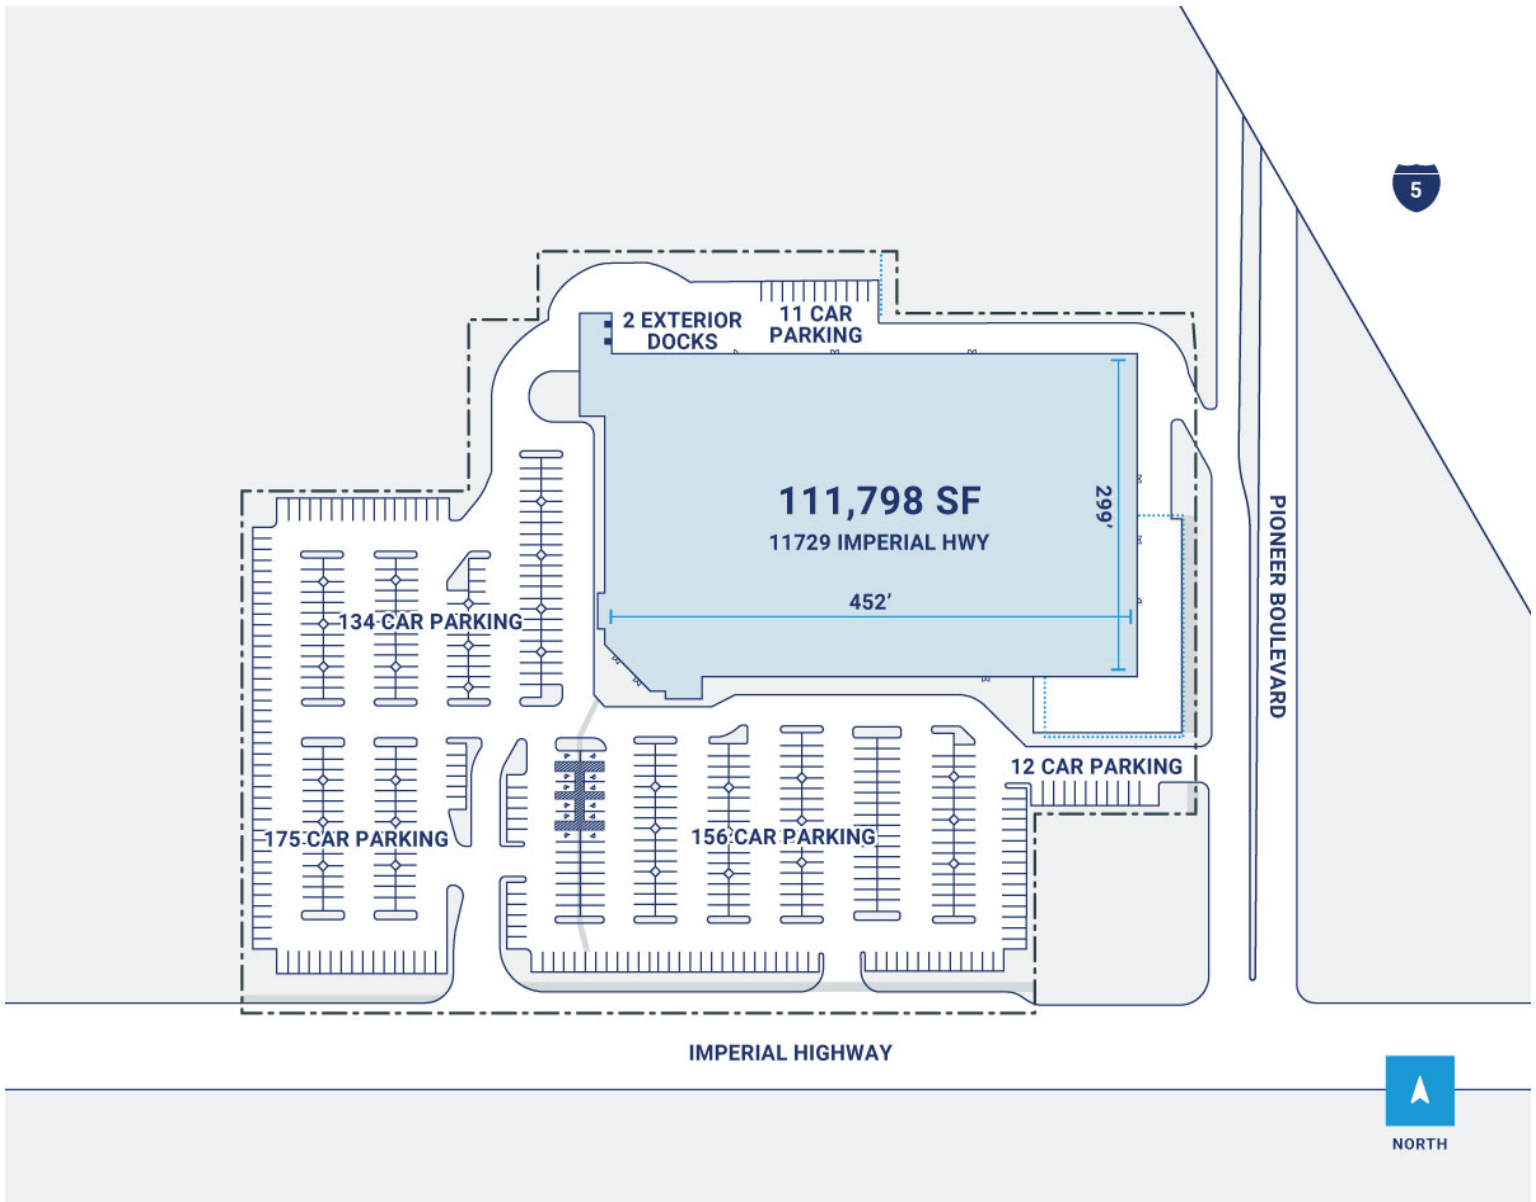 5
2 EXTERIOR
DOCKS
11 CAR
PARKING
111,798 SF
11729 IMPERIAL HWY
299'
452’
PIONEER BOULEVARD
134 CAR PARKING
12 CAR PARKING
175 CAR PARKING
156 CAR PARKING
IMPERIAL HIGHWAY
NORTH